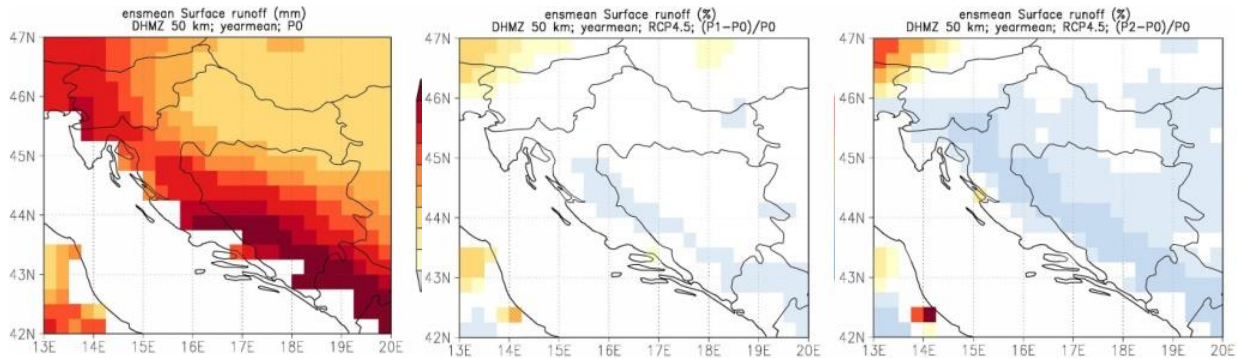 ensmean Surface runoff (mm)
DHMZ 50 km; yearmean; P0
47N
46N
45N
44N
43N
42N
13E 14E 15E 16E 17E 18E 19E 20E
ensmean Surface runoff (%)
DHMZ 50 km; yearmean; RCP4.5; (P1-P0)/P0
47N
46N
45N
44N
43N
42N
13E 14E 15E 16E 17E 18E 19E 20E
ensmean Surface runoff (%)
DHMZ 50 km; yearmean; RCP4.5; (P2-P0)/P0
47N
46N
45N
44N
43N
42N
13E 14E 15E 16E 17E 18E 19E 20E